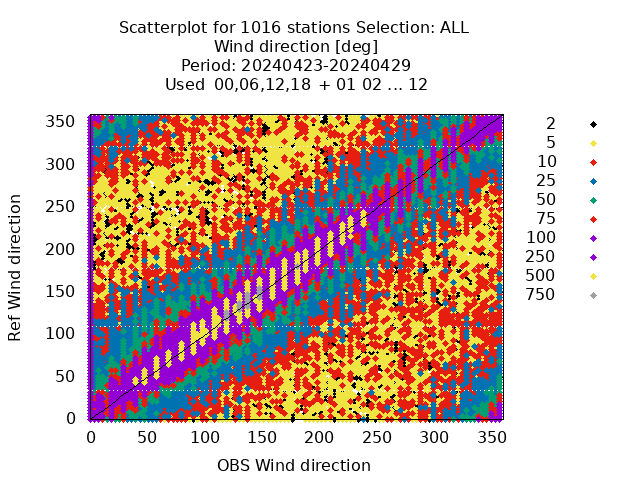 Scatterplot for 1016 stations Selection: ALL
Wind direction [deg]
Period: 20240423-20240429
Used  00,06,12,18  + 01 02 ... 12
350
300
250
200
150
100
50
0
Ref Wind direction
0 50 100 150 200 250 300 350
OBS Wind direction
2
5
10
25
50
75
100
250
500
750